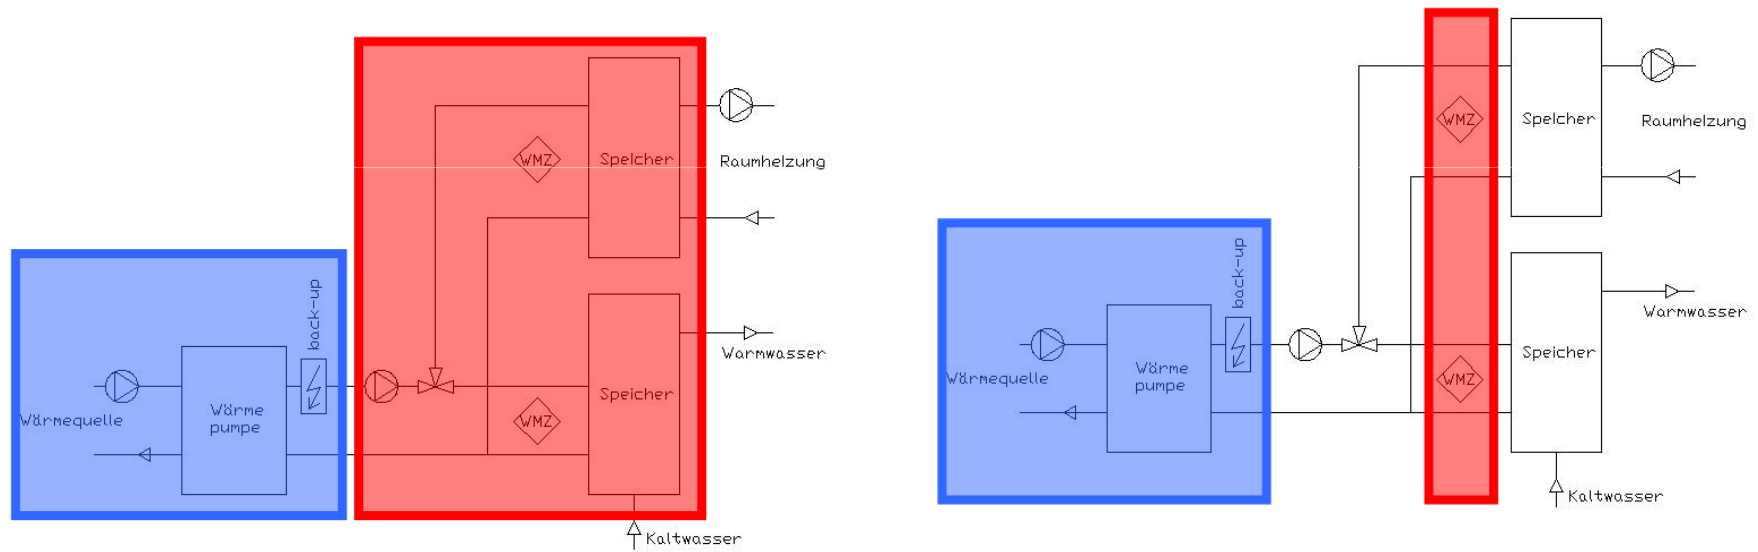 WMZ
Speicher
Raumheizung
back-up
Warmwasser
Wärmequelle
Wärme
pumpe
Speicher
WMZ
Kaltwasser
WMZ
Speicher
Raumheizung
back-up
Warmwasser
Wärmequelle
Wärme
pumpe
Speicher
WMZ
Kaltwasser